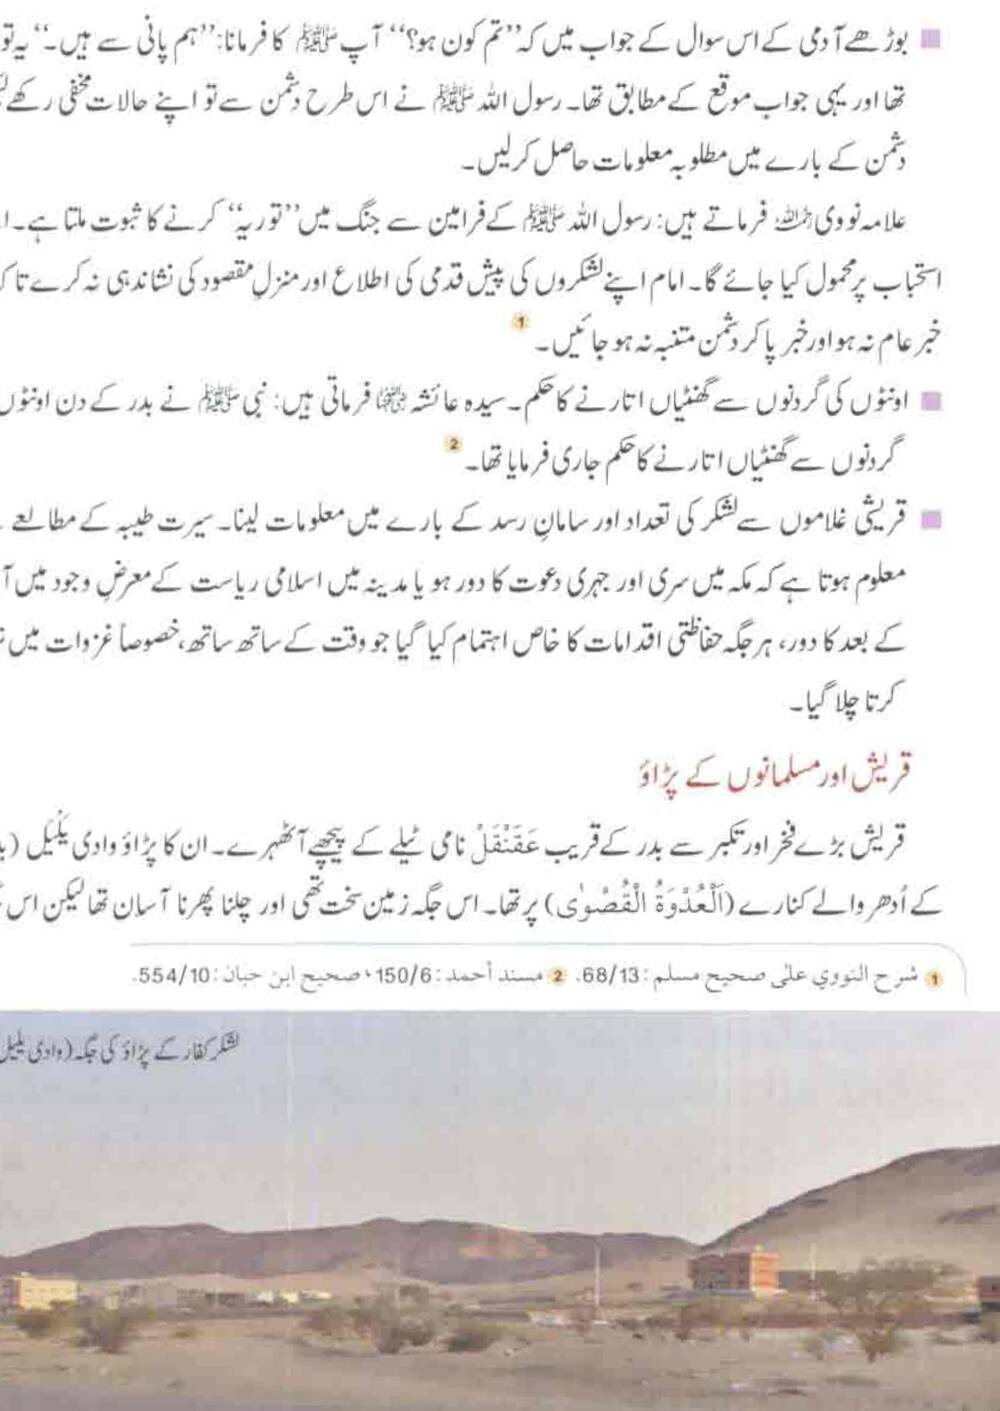 بوڑھے آدمی کے اس سوال کے جواب میں کہ ’’تم کون ہو؟‘‘ آپ ﷺ کا فرمانا: ’’ہم پانی سے ہیں۔‘‘ یہ تو
تھا اور یہی جواب موقع کے مطابق تھا۔ رسول اللہ ﷺ نے اس طرح دشمن سے تو اپنے حالات مخفی رکھے
دشمن کے بارے میں مطلوبہ معلومات حاصل کرلیں۔
علامہ نووی رحمہ اللہ فرماتے ہیں: رسول اللہ ﷺ کے فرامین سے جنگ میں ’’توریہ‘‘ کرنے کا ثبوت ملتا ہے۔
استحباب پر محمول کیا جائے گا۔ امام اپنے لشکروں کی پیش قدمی کی اطلاع اور منزلِ مقصود کی نشاندہی نہ کرے تا
خبر عام نہ ہو اور خبر پا کر دشمن متنبہ نہ ہو جائیں۔ 1
اونٹوں کی گردنوں سے گھنٹیاں اتارنے کا حکم۔ سیدہ عائشہ رضی اللہ عنہا فرماتی ہیں: نبی ﷺ نے بدر کے دن اونٹوں
گردنوں سے گھنٹیاں اتارنے کا حکم جاری فرمایا تھا۔ 2
قریشی غلاموں سے لشکر کی تعداد اور سامانِ رسد کے بارے میں معلومات لینا۔ سیرت طیبہ کے مطالعے
معلوم ہوتا ہے کہ مکہ میں سری اور جہری دعوت کا دور ہو یا مدینہ میں اسلامی ریاست کے معرضِ وجود میں
کے بعد کا دور، ہر جگہ حفاظتی اقدامات کا خاص اہتمام کیا گیا جو وقت کے ساتھ ساتھ، خصوصاً غزوات میں
کرتا چلا گیا۔
قریش اور مسلمانوں کے پڑاؤ
قریش بڑے فخر اور تکبر سے بدر کے قریب عَقَنْقَلْ نامی ٹیلے کے پیچھے آٹھہرے۔ ان کا پڑاؤ وادی یَلْیَل
کے اُدھر والے کنارے (اَلْعُدْوَۃُ الْقُصْوٰی) پر تھا۔ اس جگہ زمین سخت تھی اور چلنا پھرنا آسان تھا لیکن اس
1 شرح النووي علی صحيح مسلم : 68/13. 2 مسند أحمد : 150/6، صحيح ابن حبان : 554/10.
لشکر کفار کے پڑاؤ کی جگہ (وادی یلیل